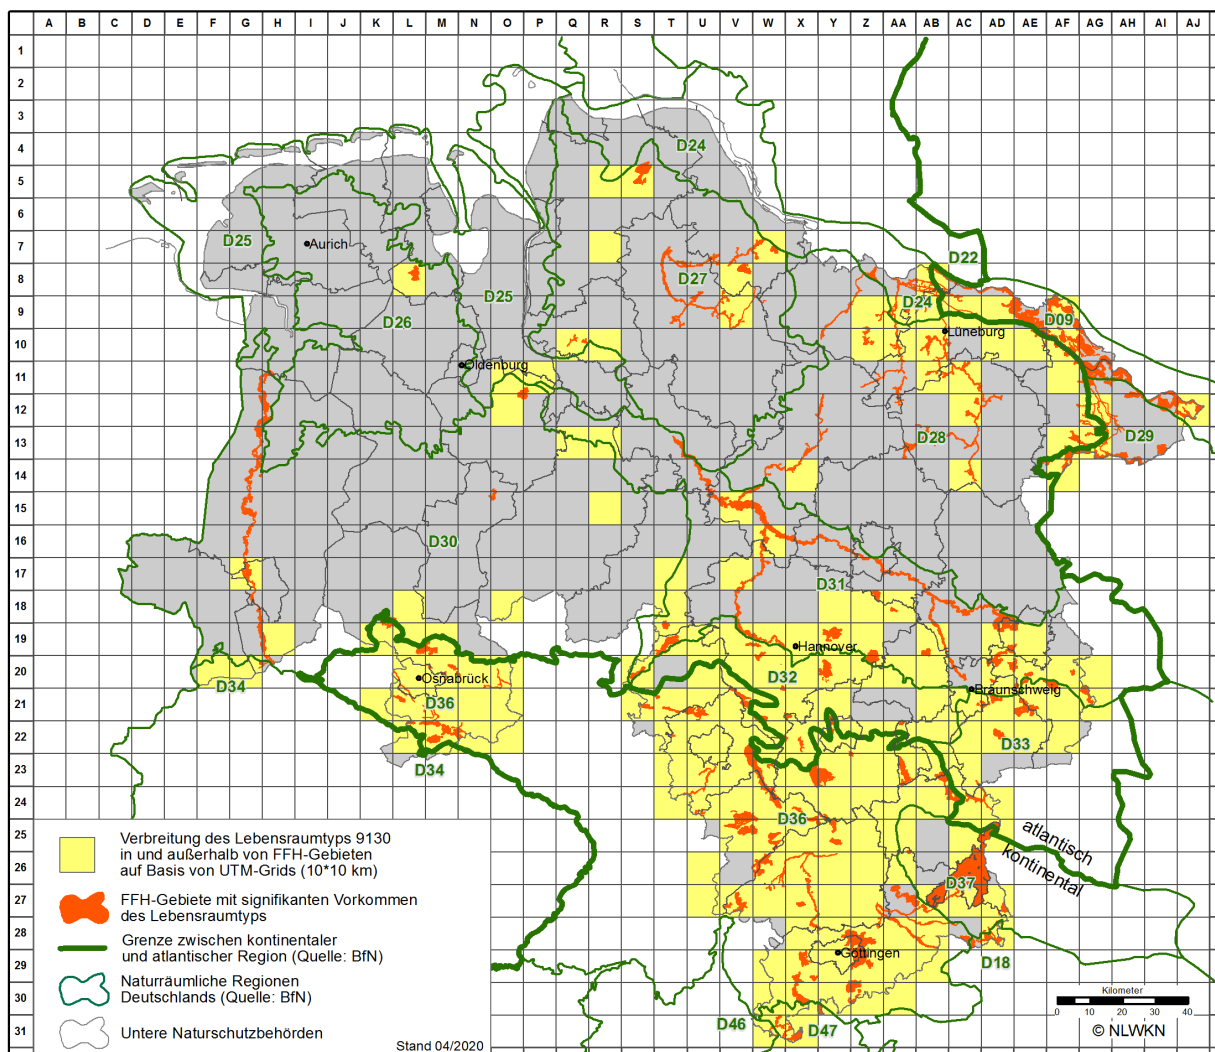 A B C D E F G H I J K L M N O P Q R S T U V W X Y Z AA AB AC AD AE AF AG AH AI AJ
1
2
3
4
5
6
7
8
9
10
11
12
13
14
15
16
17
18
19
20
21
22
23
24
25
26
27
28
29
30
31
D24
D25
Aurich
D22
D27
D25
D24
D26
D09
Lüneburg
Oldenburg
D28
D29
D30
D31
Hannover
D32
Osnabrück
D34
Braunschweig
D36
D33
D34
D36
atlantisch
kontinental
D37
Göttingen
D18
D46
D47
Verbreitung des Lebensraumtyps 9130
in und außerhalb von FFH-Gebieten
auf Basis von UTM-Grids (10*10 km)
FFH-Gebiete mit signifikanten Vorkommen
des Lebensraumtyps
Grenze zwischen kontinentaler
und atlantischer Region (Quelle: BfN)
Naturräumliche Regionen
Deutschlands (Quelle: BfN)
Untere Naturschutzbehörden
Stand 04/2020
Kilometer
0 10 20 30 40
© NLWKN